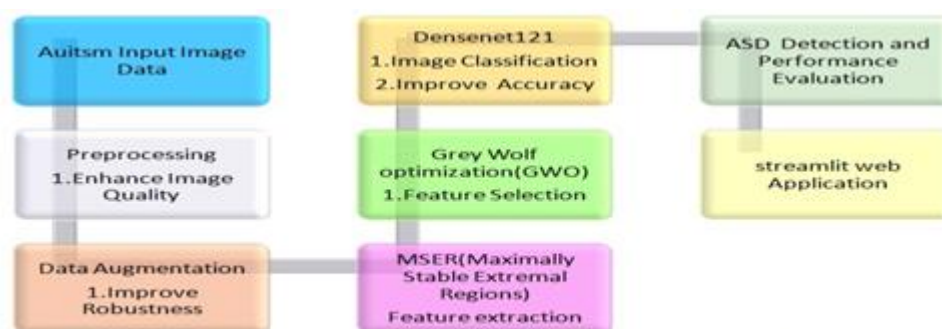 Auitsm Input Image
Data
Preprocessing
1.Enhance Image
Quality
Data Augmentation
1.Improve
Robustness
MSER(Maximally
Stable Extremal
Regions)
Feature extraction
Grey Wolf
optimization(GWO)
1.Feature Selection
Densenet121
1.Image Classification
2.Improve Accuracy
ASD Detection and
Performance
Evaluation
streamlit web
Application